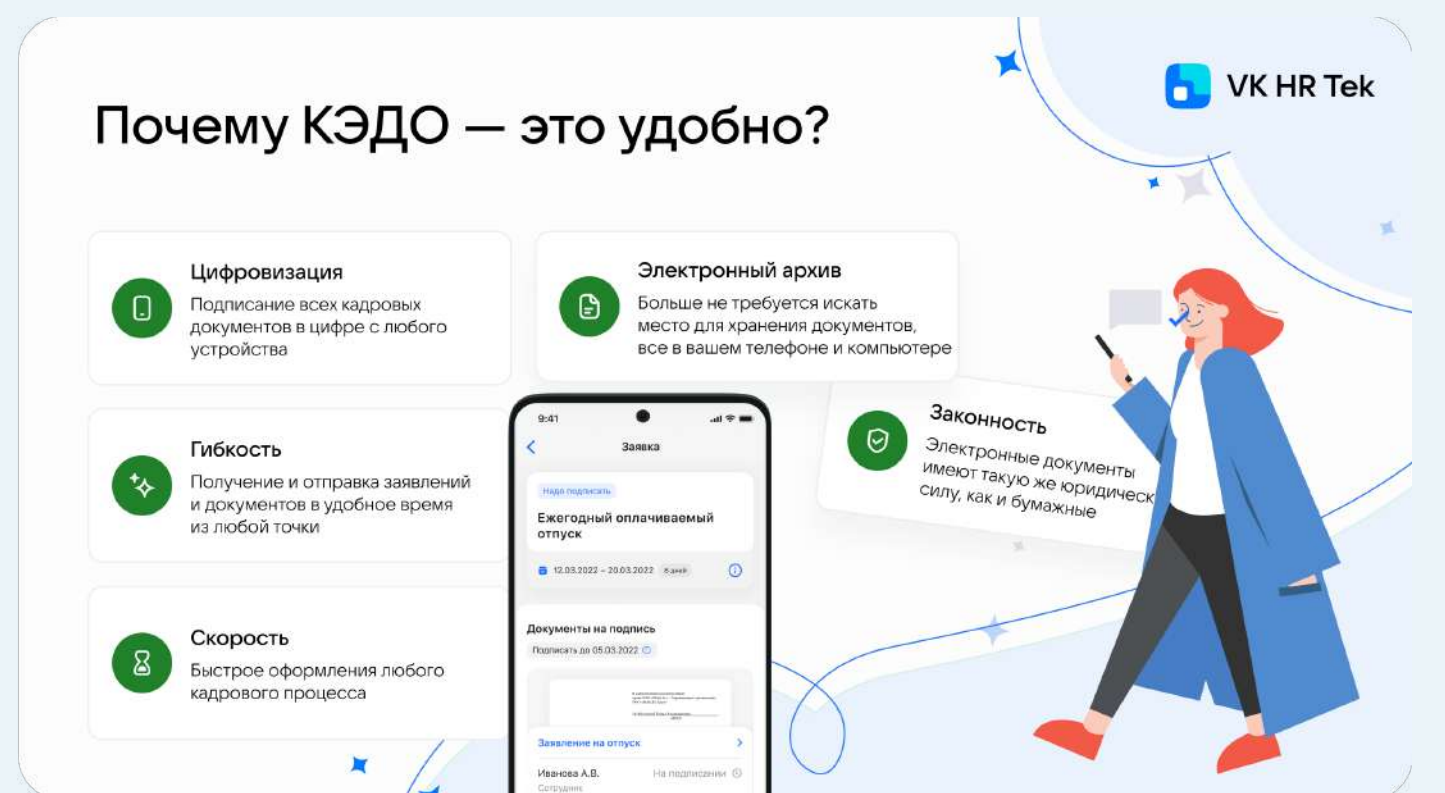 VK HR Tek
Почему КЭДО — это удобно?
Цифровизация
Подписание всех кадровых
документов в цифре с любого
устройства
Электронный архив
Больше не требуется искать
место для хранения документов,
все в вашем телефоне и компьютере
Гибкость
Получение и отправка заявлений
и документов в удобное время
из любой точки
Законность
Электронные документы
имеют такую же юридическ
силу, как и бумажные
Скорость
Быстрое оформления любого
кадрового процесса
9:41
Заявка
Надо подписать
Ежегодный оплачиваемый
отпуск
12.03.2022 – 20.03.2022 8 дней
Документы на подпись
Подписать до 05.03.2022
Заявление на отпуск
Иванова А.В. На подписании
Сотрудник